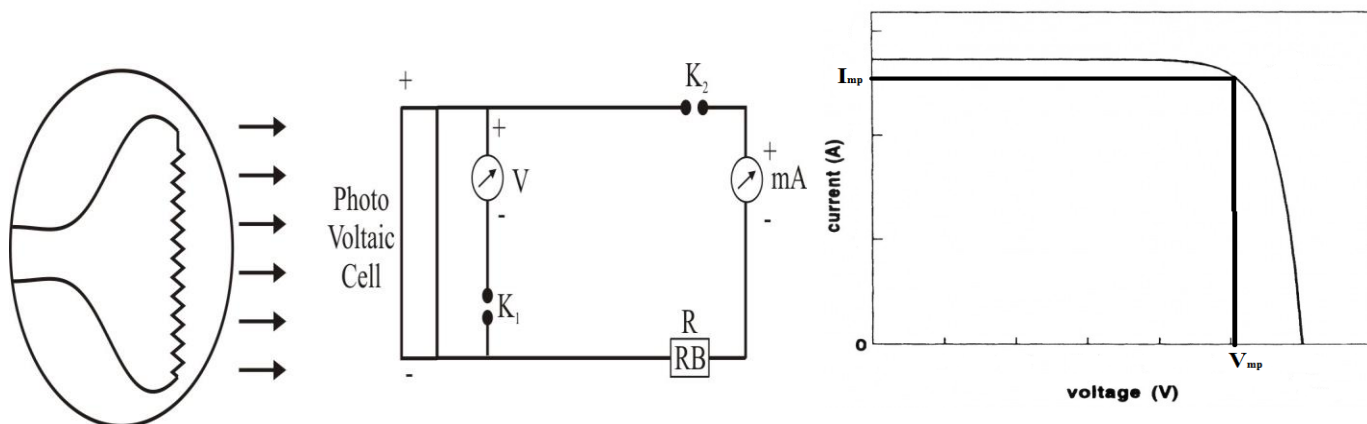 +
Photo
Voltaic
Cell
-
+
V
-
K₁
K₂
+
mA
-
R
RB
current (A)
Iₘₚ
0
Vₘₚ
voltage (V)